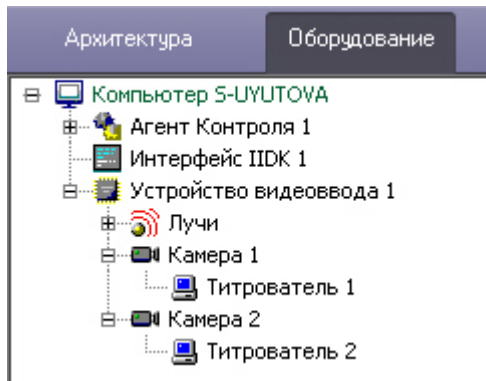 Архитектура Оборудование
Компьютер S-UYUTOVA
Агент Контроля 1
Интерфейс IIDK 1
Устройство видеоввода 1
Лучи
Камера 1
Титрователь 1
Камера 2
Титрователь 2